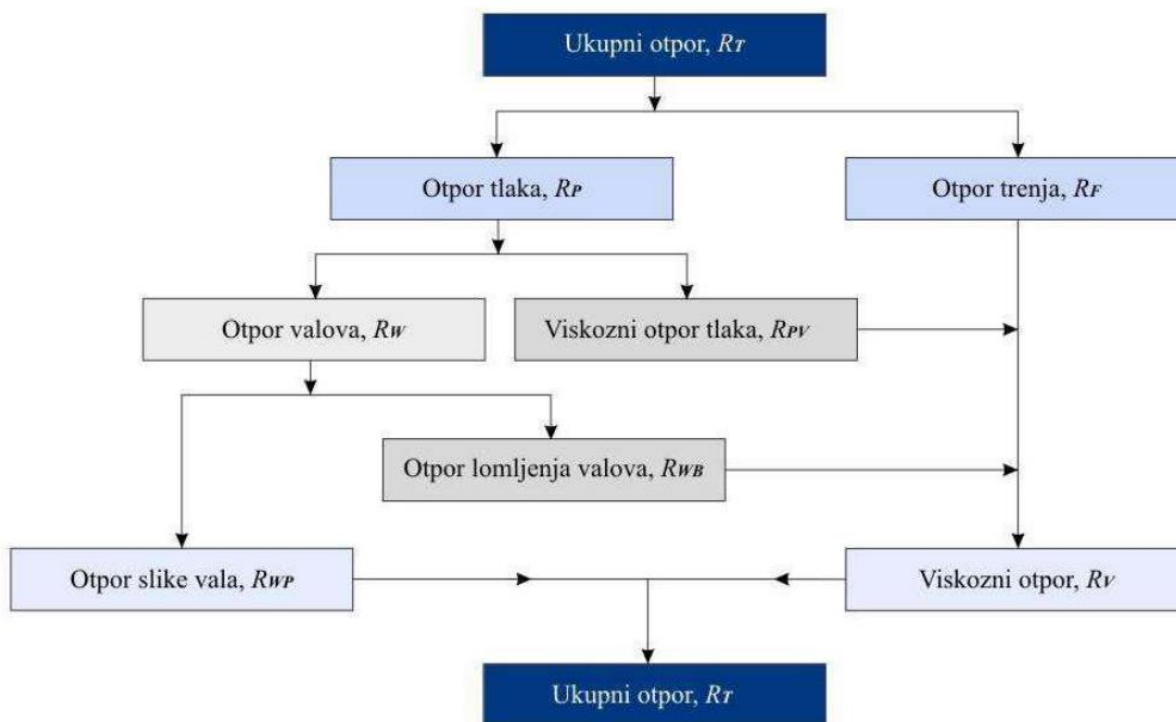 Ukupni otpor, RT
Otpor tlaka, RP
Otpor trenja, RF
Otpor valova, RW
Viskozni otpor tlaka, RPV
Otpor lomljenja valova, RWB
Otpor slike vala, RWP
Viskozni otpor, RV
Ukupni otpor, RT